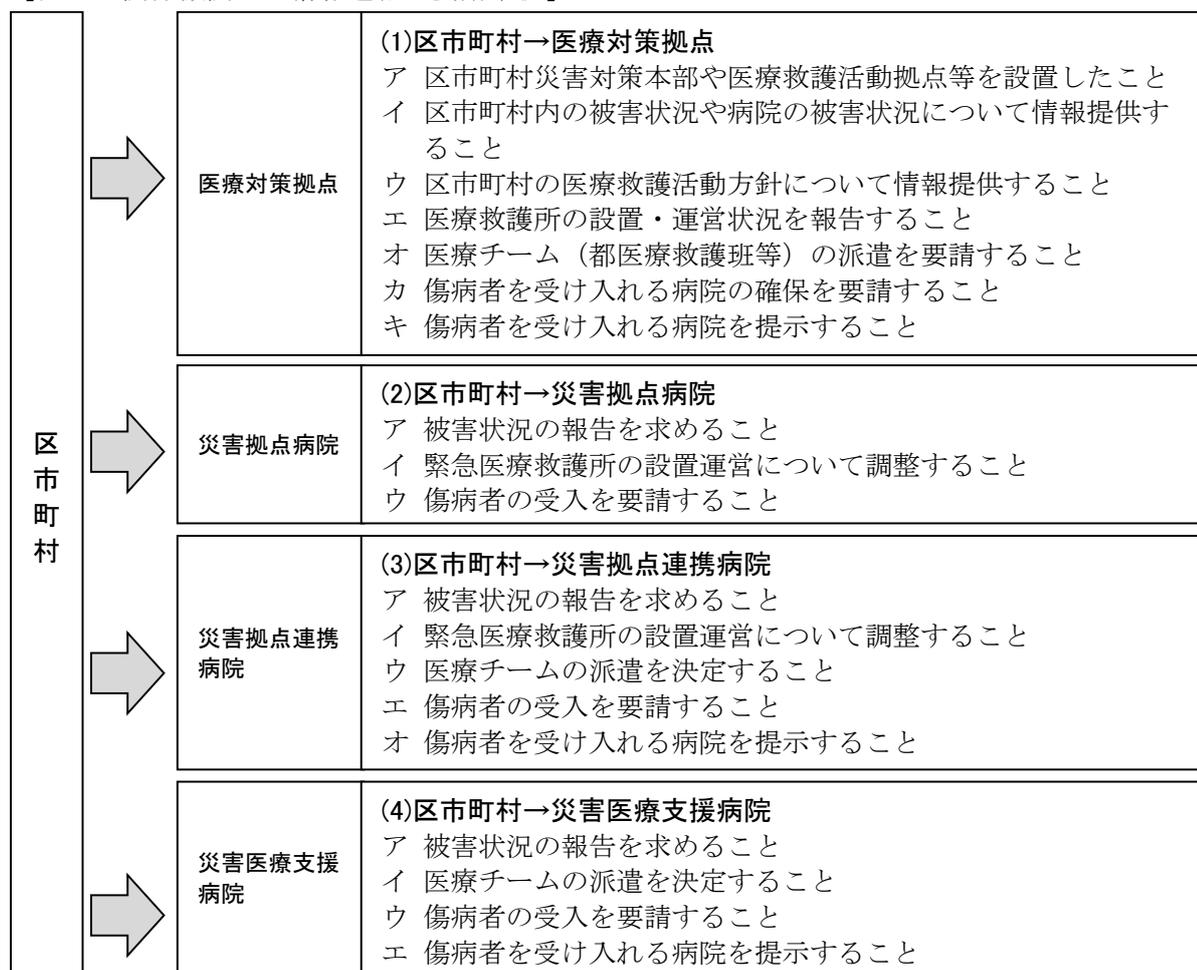 (1)区市町村→医療対策拠点
ア 区市町村災害対策本部や医療救護活動拠点等を設置したこと
イ 区市町村内の被害状況や病院の被害状況について情報提供す
ること
医療対策拠点
ウ 区市町村の医療救護活動方針について情報提供すること
エ 医療救護所の設置・運営状況を報告すること
オ 医療チーム（都医療救護班等）の派遣を要請すること
カ 傷病者を受け入れる病院の確保を要請すること
キ 傷病者を受け入れる病院を提示すること
区市町村
災害拠点病院
(2)区市町村→災害拠点病院
ア 被害状況の報告を求めること
イ 緊急医療救護所の設置運営について調整すること
ウ 傷病者の受入を要請すること
災害拠点連携
病院
(3)区市町村→災害拠点連携病院
ア 被害状況の報告を求めること
イ 緊急医療救護所の設置運営について調整すること
ウ 医療チームの派遣を決定すること
エ 傷病者の受入を要請すること
オ 傷病者を受け入れる病院を提示すること
災害医療支援
病院
(4)区市町村→災害医療支援病院
ア 被害状況の報告を求めること
イ 医療チームの派遣を決定すること
ウ 傷病者の受入を要請すること
エ 傷病者を受け入れる病院を提示すること